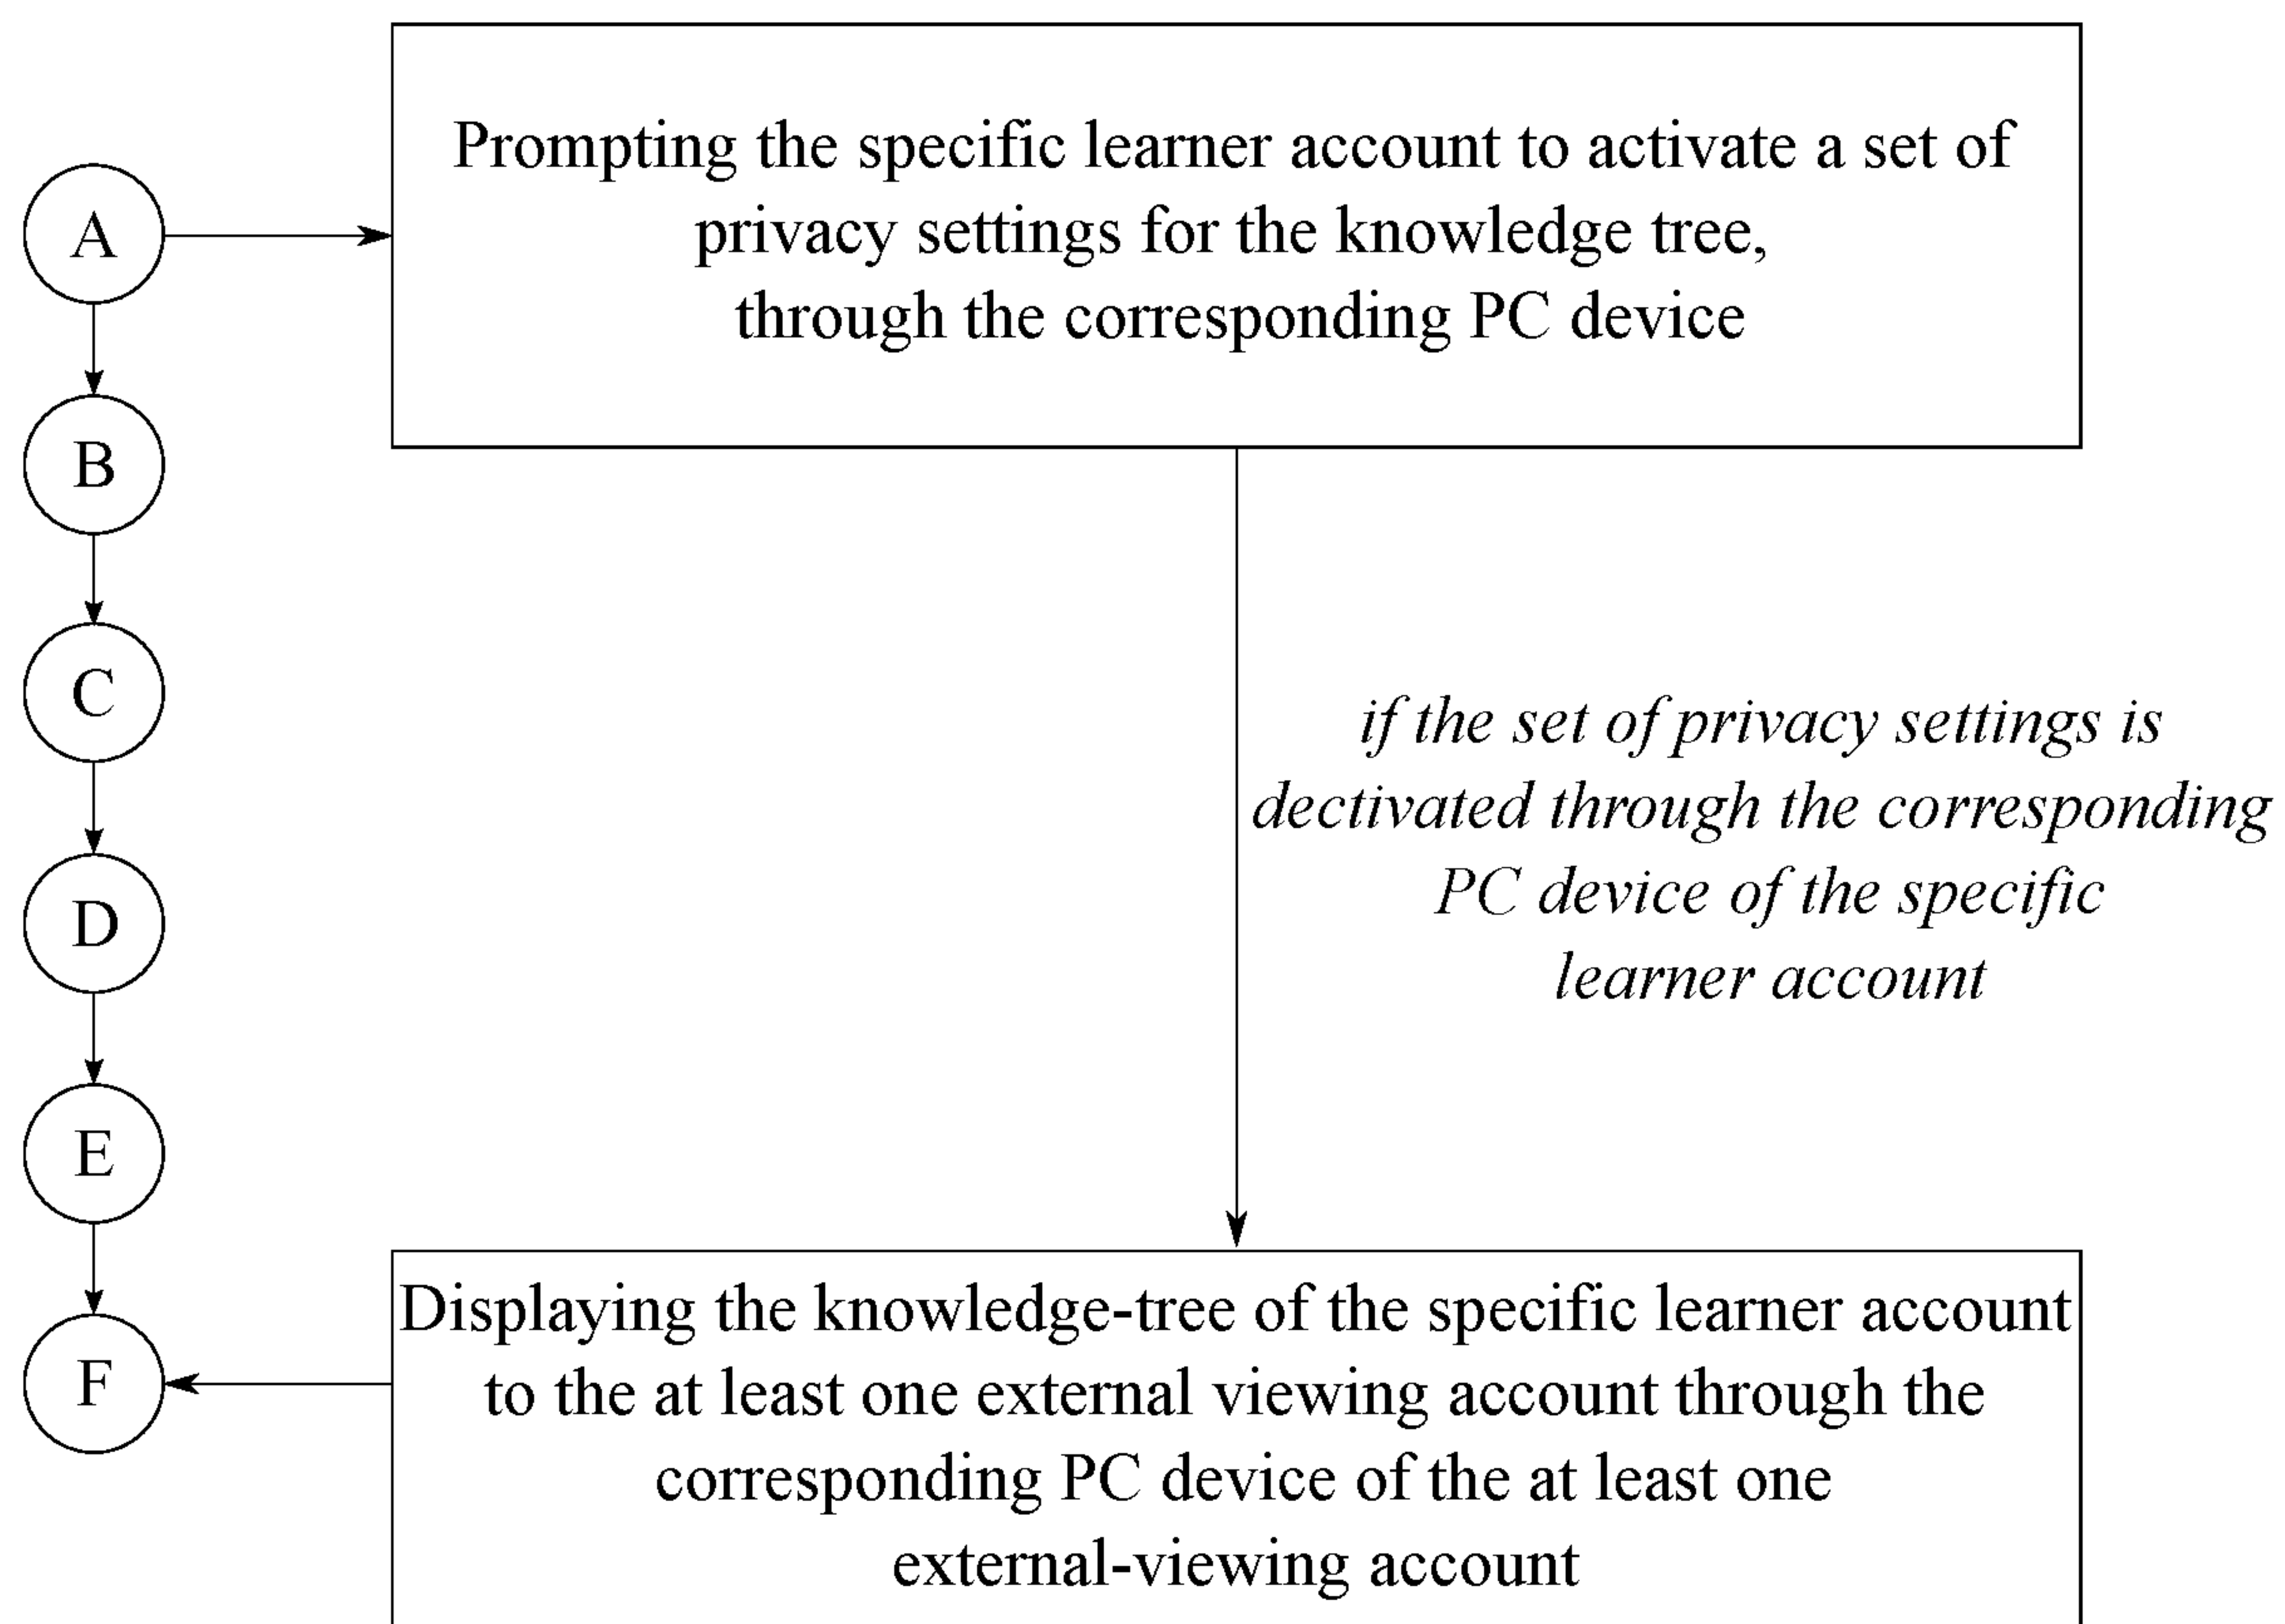 A
Prompting the specific learner account to activate a set of
privacy settings for the knowledge tree,
through the corresponding PC device
B
C
if the set of privacy settings is
dectivated through the corresponding
PC device of the specific
learner account
D
E
F
Displaying the knowledge-tree of the specific learner account
to the at least one external viewing account through the
corresponding PC device of the at least one
external-viewing account